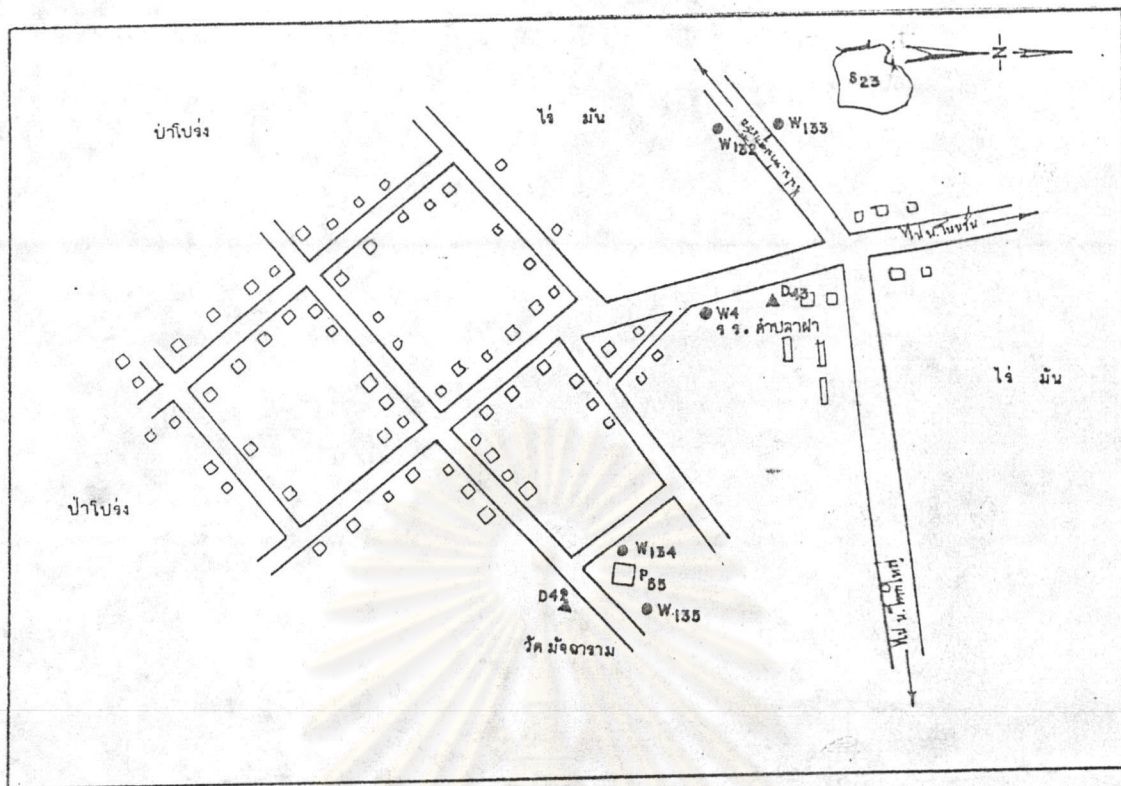 N
S23
ป่าโปร่ง
ไร่ มัน
W133
W132
D43
W4
ร ร. คำปลาฝา
ไร่ มัน
ป่าโปร่ง
W134
P55
D42
W135
วัด มัจฉาราม